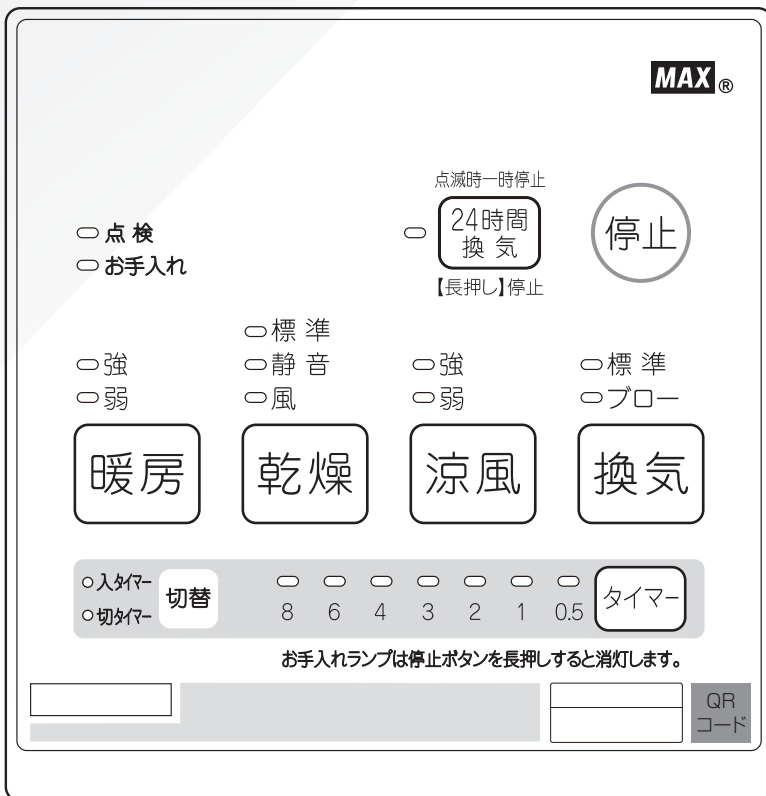 MAX®
点滅時一時停止
24時間
換気
【長押し】停止
停止
点検
お手入れ
強
弱
暖房
標準
静音
風
乾燥
強
弱
涼風
標準
ブロー
換気
入タイマー
切タイマー
切替
8 6 4 3 2 1 0.5
タイマー
お手入れランプは停止ボタンを長押しすると消灯します。
QR
コード